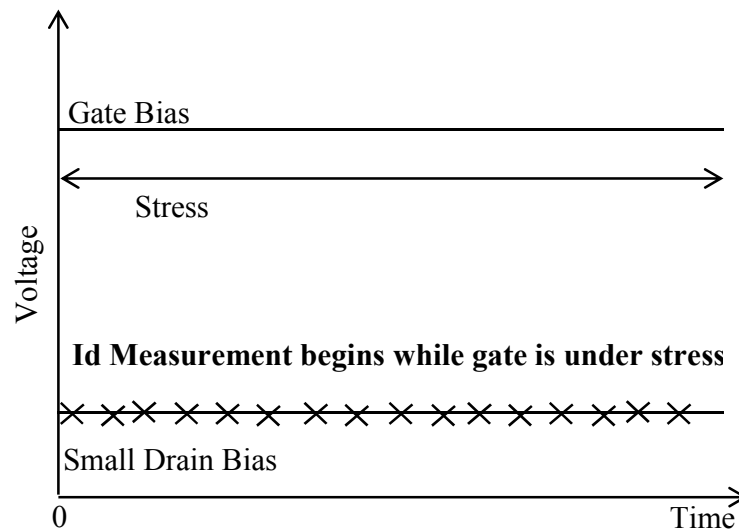 Gate Bias
Stress
Voltage
Id Measurement begins while gate is under stress
Small Drain Bias
0
Time